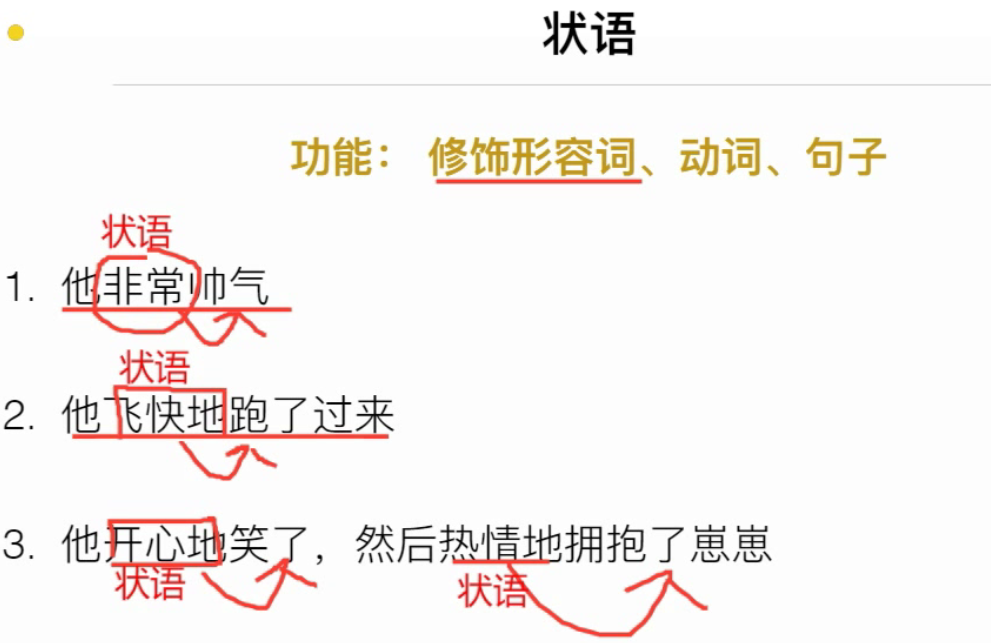 状语
功能： 修饰形容词、动词、句子
状语
1. 他非常帅气
状语
2. 他飞快地跑了过来
3. 他开心地笑了，然后热情地拥抱了崽崽
状语 状语